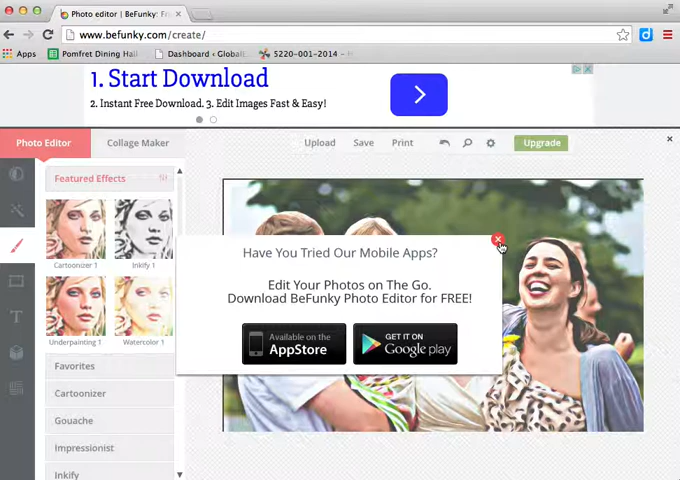 Photo editor | BeFunky: Fr
www.befunky.com/create/
Apps
Pomfret Dining Hall
Dashboard ‹ Global
5220-001-2014 -
1. Start Download
2. Instant Free Download. 3. Edit Images Fast & Easy!
Photo Editor
Collage Maker
Upload
Save
Print
Upgrade
Featured Effects
Cartoonizer 1
Inkify 1
Underpainting 1
Watercolor 1
Favorites
Cartoonizer
Gouache
Impressionist
Inkify
Have You Tried Our Mobile Apps?
Edit Your Photos on The Go.
Download BeFunky Photo Editor for FREE!
Available on the
AppStore
GET IT ON
Google play